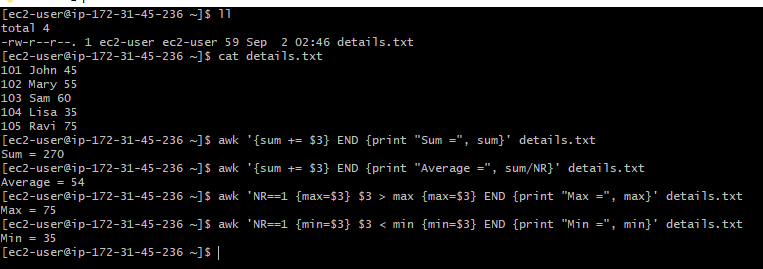 [ec2-user@ip-172-31-45-236 ~]$ ll
total 4
-rw-r--r--. 1 ec2-user ec2-user 59 Sep  2 02:46 details.txt
[ec2-user@ip-172-31-45-236 ~]$ cat details.txt
101 John 45
102 Mary 55
103 Sam 60
104 Lisa 35
105 Ravi 75
[ec2-user@ip-172-31-45-236 ~]$ awk '{sum += $3} END {print "Sum =", sum}' details.txt
Sum = 270
[ec2-user@ip-172-31-45-236 ~]$ awk '{sum += $3} END {print "Average =", sum/NR}' details.txt
Average = 54
[ec2-user@ip-172-31-45-236 ~]$ awk 'NR==1 {max=$3} $3 > max {max=$3} END {print "Max =", max}' details.txt
Max = 75
[ec2-user@ip-172-31-45-236 ~]$ awk 'NR==1 {min=$3} $3 < min {min=$3} END {print "Min =", min}' details.txt
Min = 35
[ec2-user@ip-172-31-45-236 ~]$